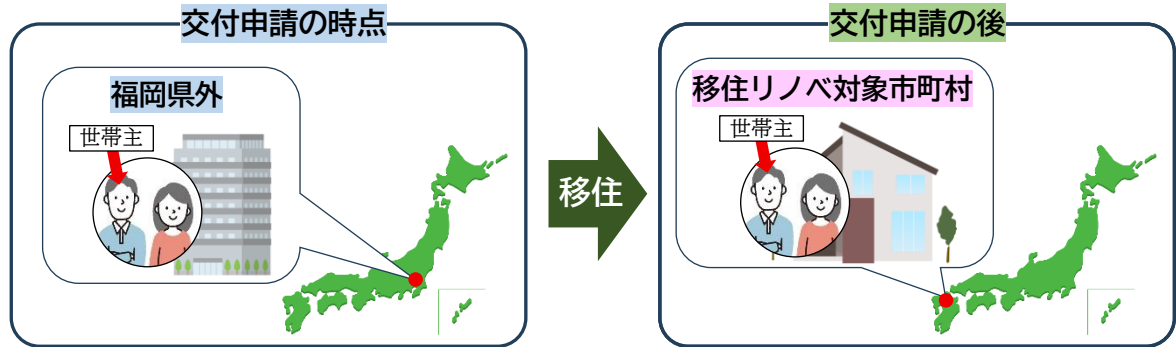 交付申請の時点
福岡県外
世帯主
移住
交付申請の後
移住リノベ対象市町村
世帯主